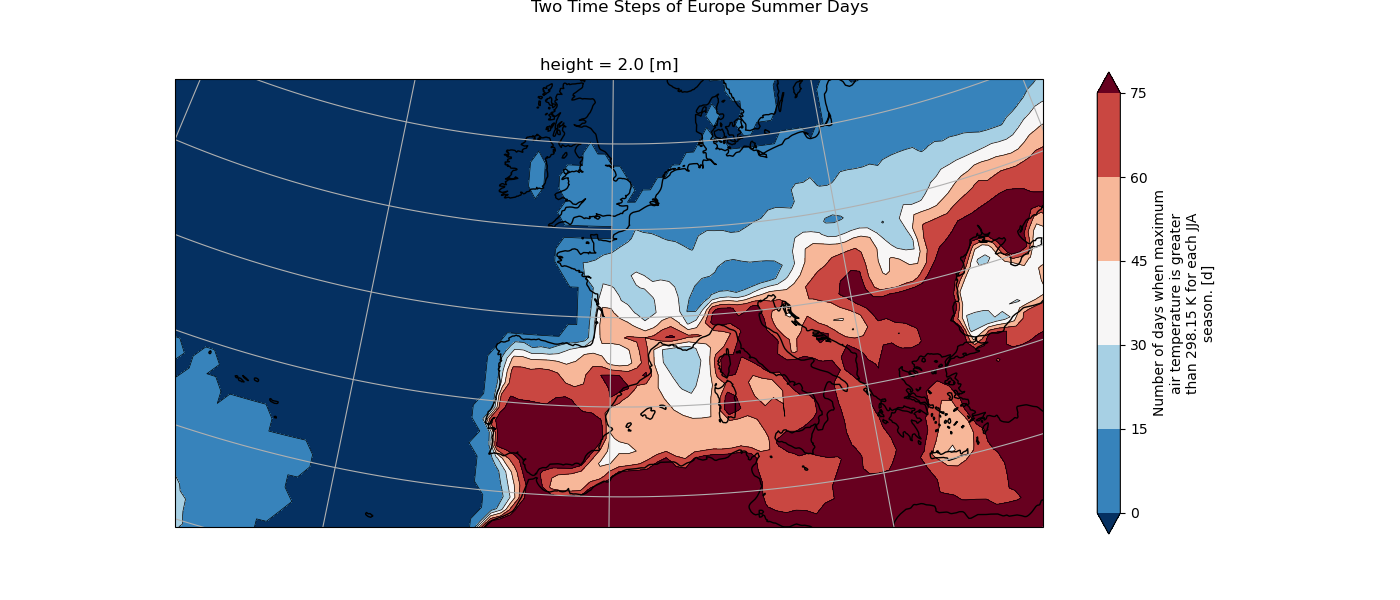 Two Time Steps of Europe Summer Days
height = 2.0 [m]
75
60
45
30
15
0
Number of days when maximum
air temperature is greater
than 298.15 K for each JJA
season. [d]